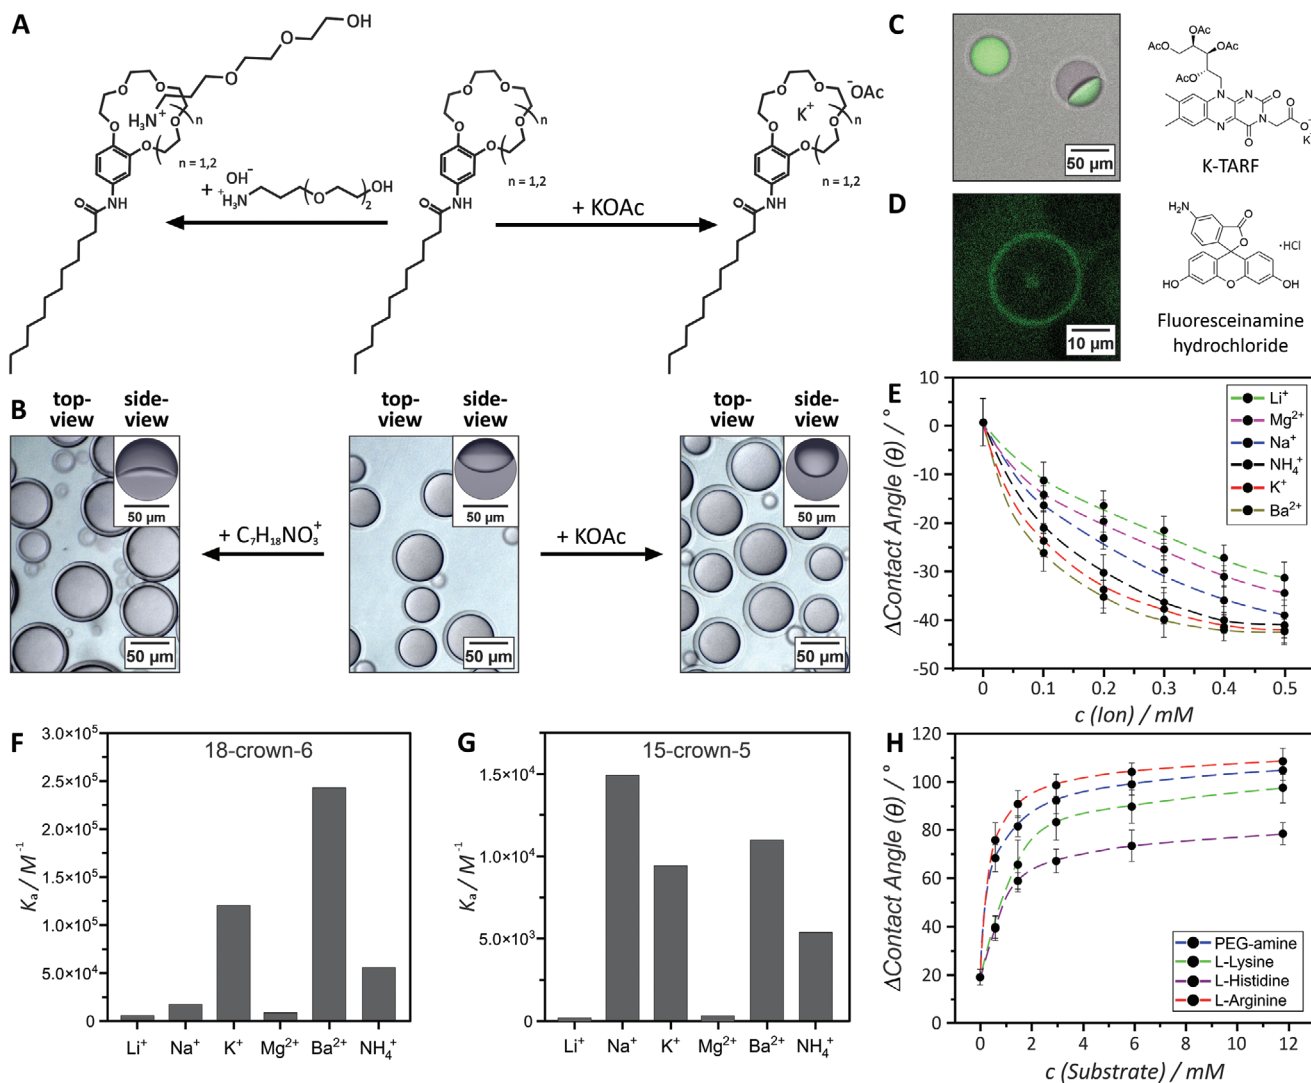 A
OH
O
O
O
O
O
O
H₃N⁺
O
O
n
O
n = 1,2
OH⁻
+ ⁺H₃N
O
2
OH
O
NH
O
O
O
O
O
n
n = 1,2
O
NH
+ KOAc
O
O
⁻OAc
K⁺
O
O
O
n
n = 1,2
O
NH
B
top-view
side-view
top-view
side-view
top-view
side-view
50 µm
50 µm
50 µm
+ C₇H₁₈NO₃⁺
+ KOAc
50 µm
50 µm
50 µm
C
50 µm
OAc
AcO
OAc
AcO
N
N
O
N
N
O
O
O⁻
K⁺
K-TARF
D
10 µm
H₂N
O
O
·HCl
HO
O
OH
Fluoresceinamine
hydrochloride
E
ΔContact Angle (θ) / °
10
0
-10
-20
-30
-40
-50
Li⁺
Mg²⁺
Na⁺
NH₄⁺
K⁺
Ba²⁺
0 0.1 0.2 0.3 0.4 0.5
c (Ion) / mM
F
18-crown-6
Kₐ / M⁻¹
3.0×10⁵
2.5×10⁵
2.0×10⁵
1.5×10⁵
1.0×10⁵
5.0×10⁴
0
Li⁺ Na⁺ K⁺ Mg²⁺ Ba²⁺ NH₄⁺
G
15-crown-5
Kₐ / M⁻¹
1.5×10⁴
1.0×10⁴
5.0×10³
0
Li⁺ Na⁺ K⁺ Mg²⁺ Ba²⁺ NH₄⁺
H
ΔContact Angle (θ) / °
120
100
80
60
40
20
0
PEG-amine
L-Lysine
L-Histidine
L-Arginine
0 2 4 6 8 10 12
c (Substrate) / mM